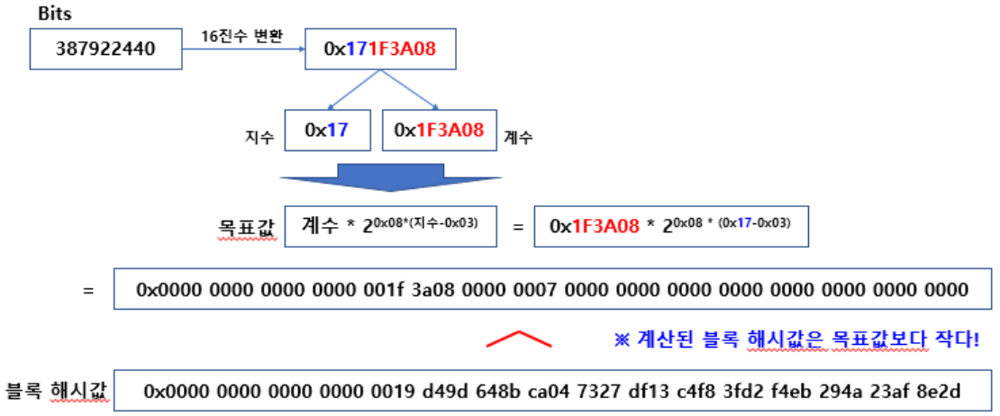 Bits
387922440
16진수 변환
0x171F3A08
지수
0x17
0x1F3A08
계수
목표값
계수 * 2^0x08*(지수-0x03)
=
0x1F3A08 * 2^0x08 * (0x17-0x03)
=
0x0000 0000 0000 0000 001f 3a08 0000 0007 0000 0000 0000 0000 0000 0000 0000 0000
※ 계산된 블록 해시값은 목표값보다 작다!
블록 해시값
0x0000 0000 0000 0000 0019 d49d 648b ca04 7327 df13 c4f8 3fd2 f4eb 294a 23af 8e2d